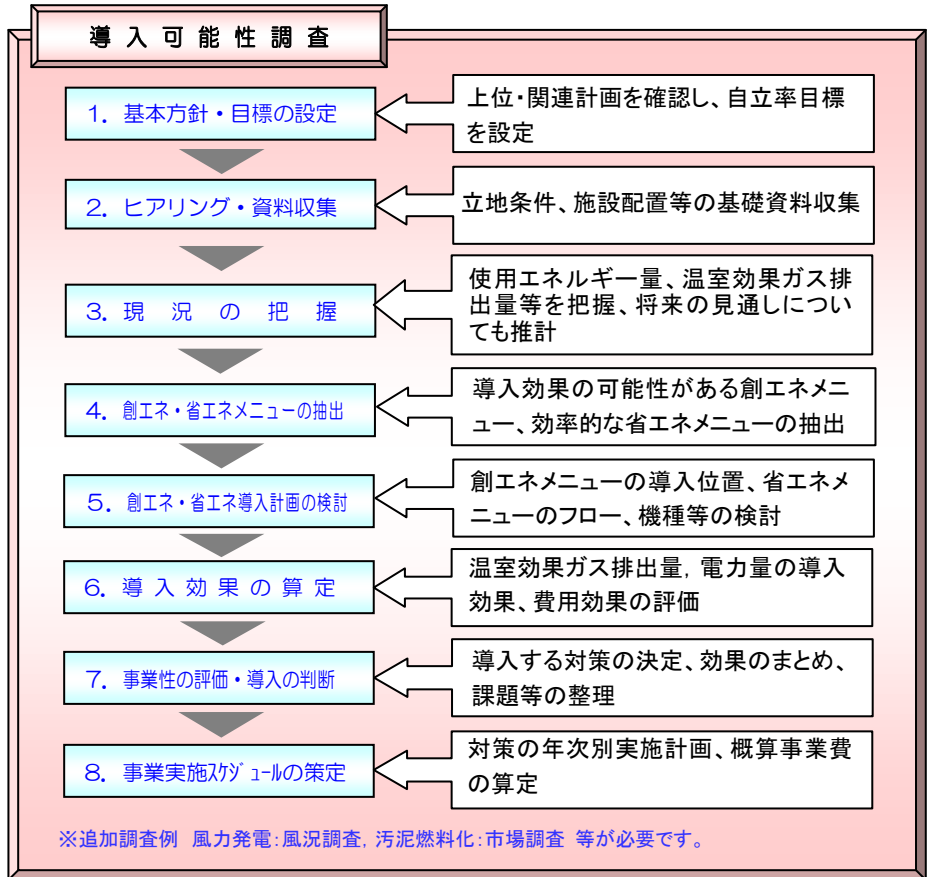 導入可能性調査
1．基本方針・目標の設定
上位・関連計画を確認し、自立率目標
を設定
2．ヒアリング・資料収集
立地条件、施設配置等の基礎資料収集
3．現況の把握
使用エネルギー量、温室効果ガス排
出量等を把握、将来の見通しについ
ても推計
4．創エネ・省エネメニューの抽出
導入効果の可能性がある創エネメニ
ュー、効率的な省エネメニューの抽出
5．創エネ・省エネ導入計画の検討
創エネメニューの導入位置、省エネメ
ニューのフロー、機種等の検討
6．導入効果の算定
温室効果ガス排出量，電力量の導入
効果、費用効果の評価
7．事業性の評価・導入の判断
導入する対策の決定、効果のまとめ、
課題等の整理
8．事業実施ｽｹｼﾞｭｰﾙの策定
対策の年次別実施計画、概算事業費
の算定
※追加調査例　風力発電：風況調査，汚泥燃料化：市場調査　等が必要です。